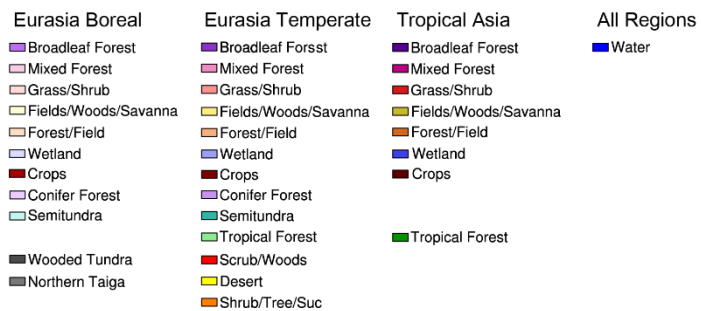 Eurasia Boreal
Broadleaf Forest
Mixed Forest
Grass/Shrub
Fields/Woods/Savanna
Forest/Field
Wetland
Crops
Conifer Forest
Semitundra
Wooded Tundra
Northern Taiga
Eurasia Temperate
Broadleaf Forsst
Mixed Forest
Grass/Shrub
Fields/Woods/Savanna
Forest/Field
Wetland
Crops
Conifer Forest
Semitundra
Tropical Forest
Scrub/Woods
Desert
Shrub/Tree/Suc
Tropical Asia
Broadleaf Forest
Mixed Forest
Grass/Shrub
Fields/Woods/Savanna
Forest/Field
Wetland
Crops
Tropical Forest
All Regions
Water